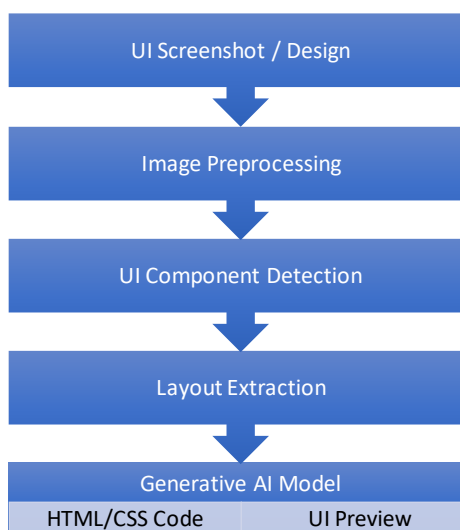 UI Screenshot / Design
Image Preprocessing
UI Component Detection
Layout Extraction
Generative AI Model
HTML/CSS Code
UI Preview